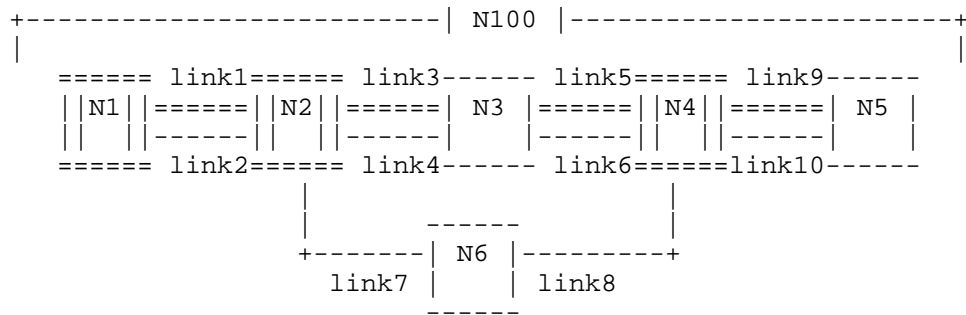 N100
link1 link3 link5 link9
N1 N2 N3 N4 N5
link2 link4 link6 link10
N6
link7 link8